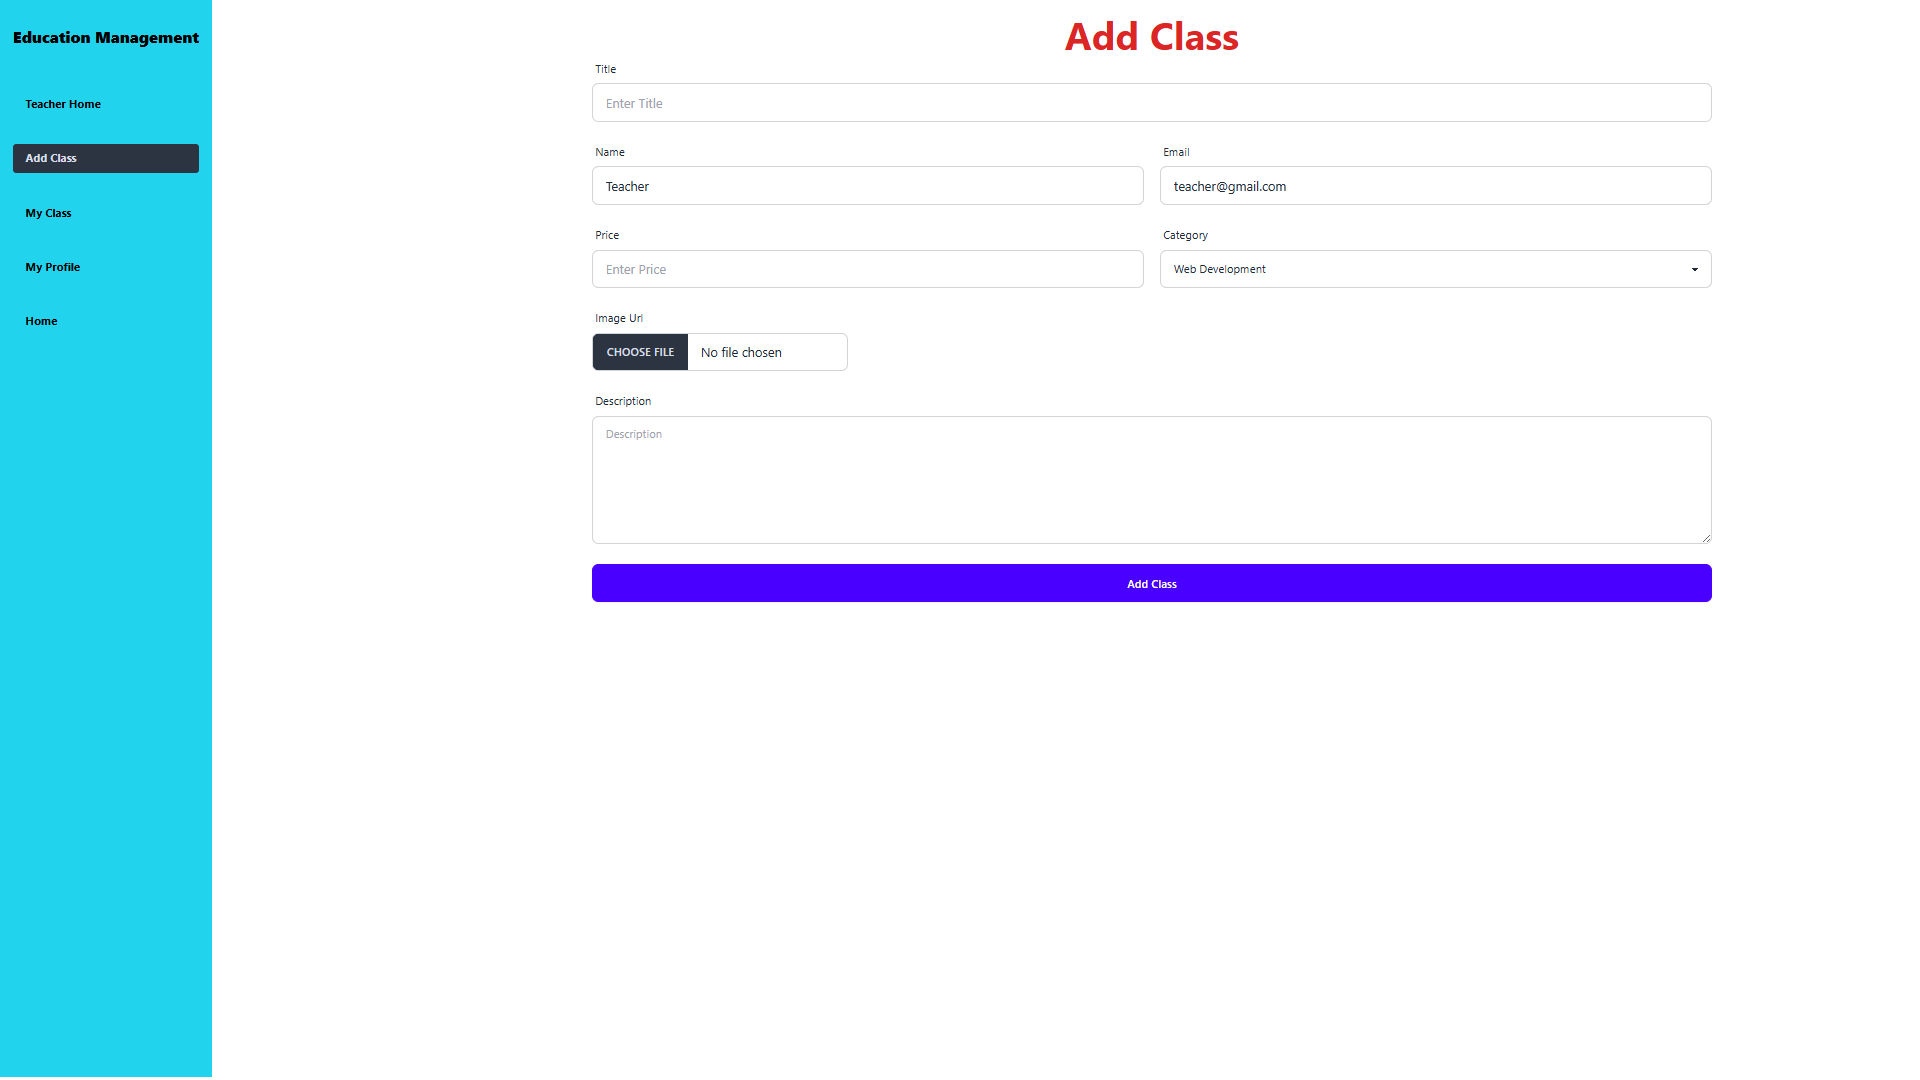 Education Management
Teacher Home
Add Class
My Class
My Profile
Home
Add Class
Title
Enter Title
Name
Email
Teacher
teacher@gmail.com
Price
Category
Enter Price
Web Development
Image Url
CHOOSE FILE No file chosen
Description
Description
Add Class